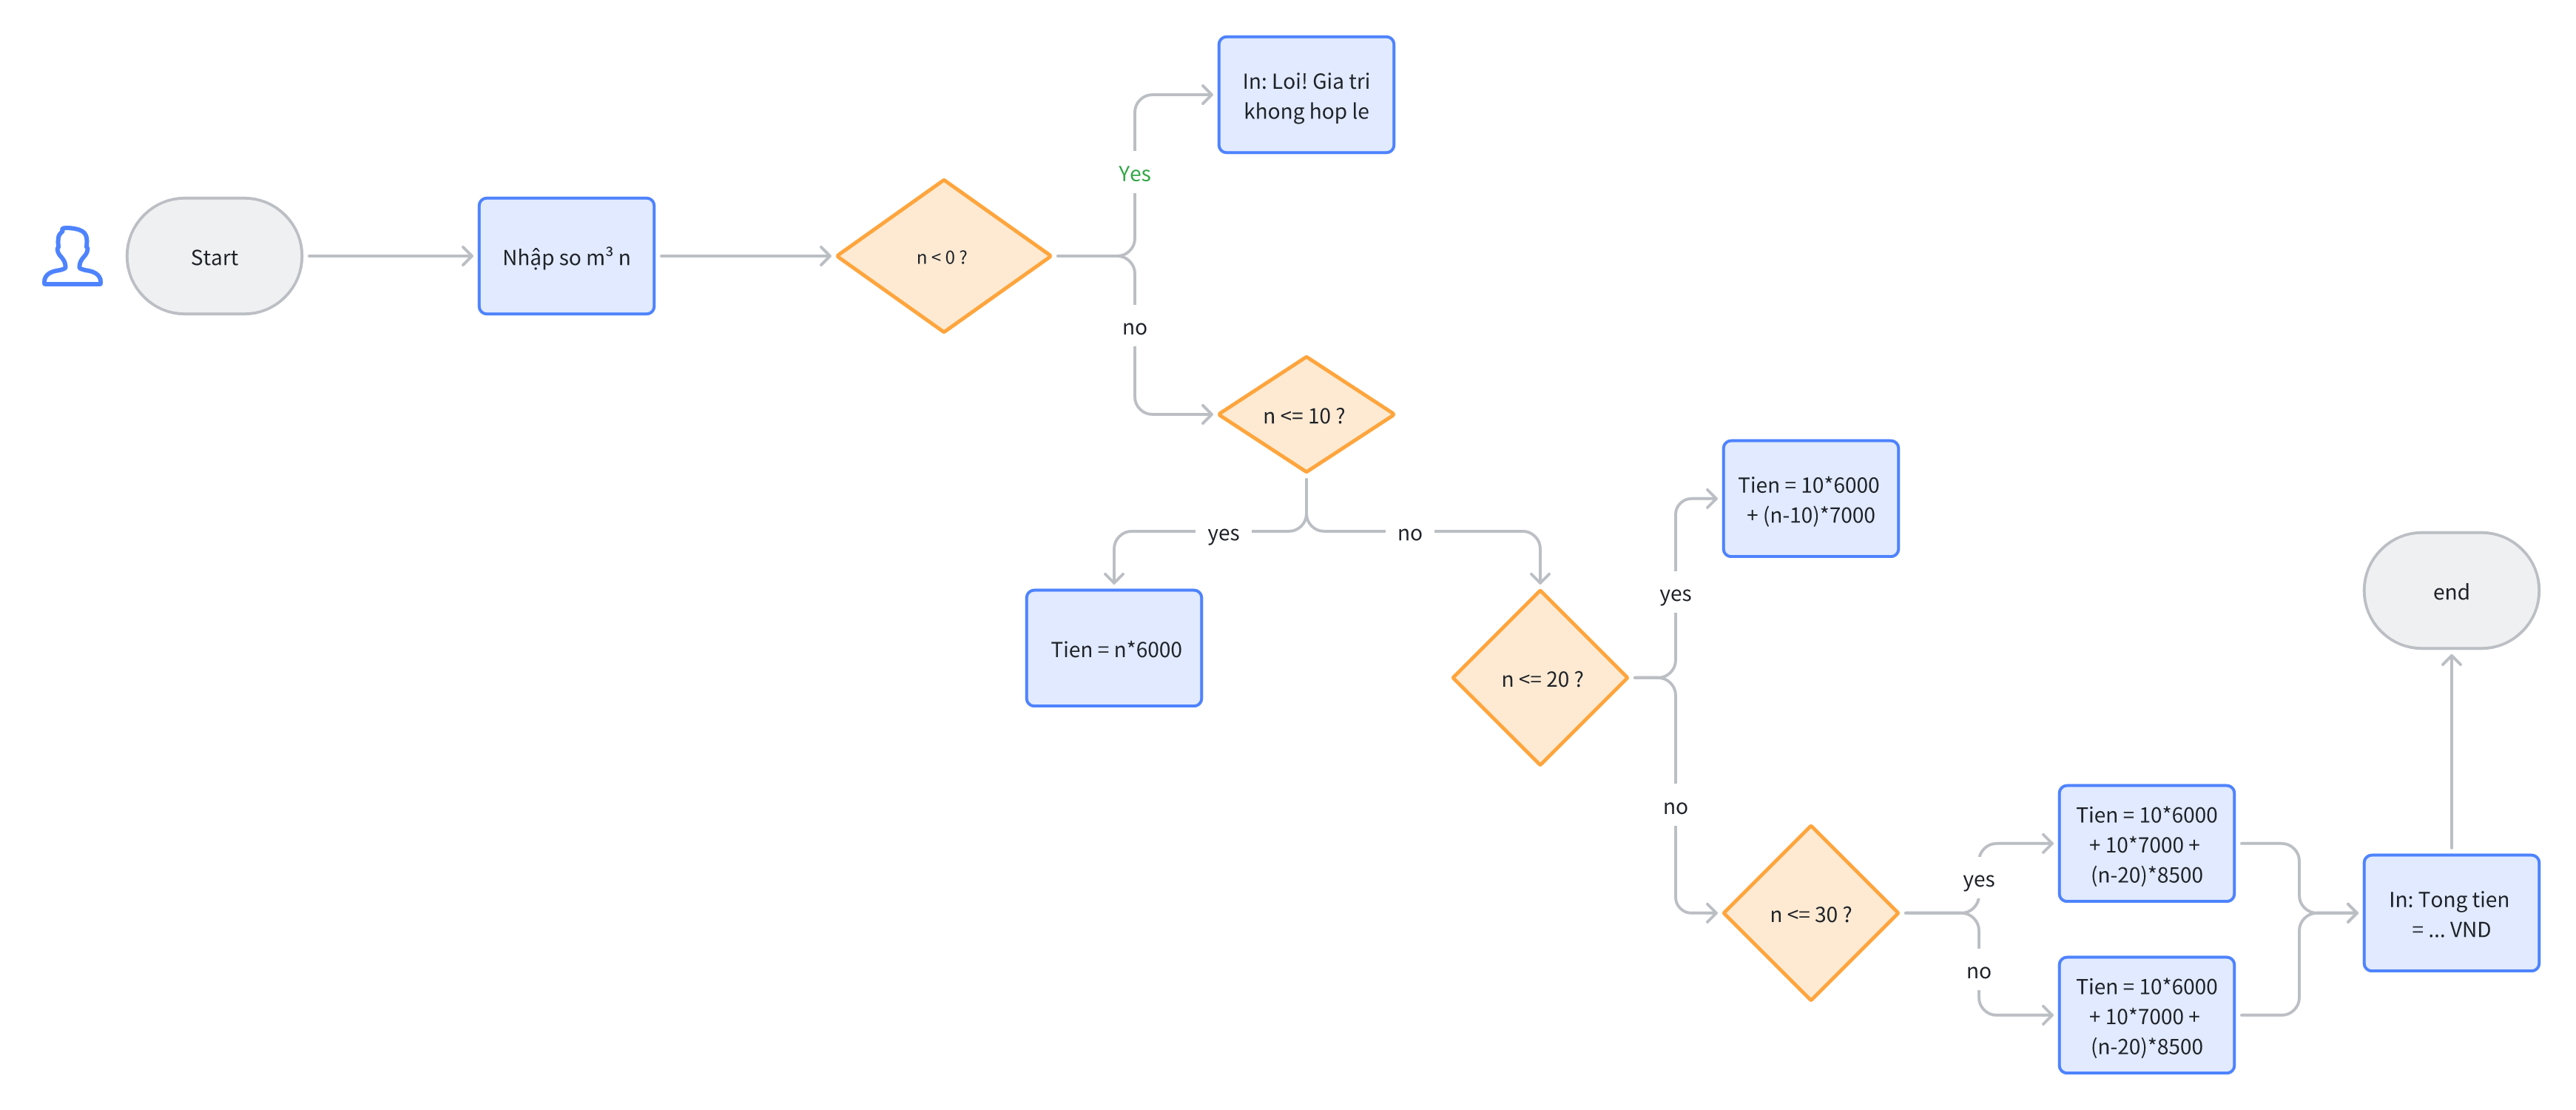 Start
Nhập so m³ n
n < 0 ?
Yes
In: Loi! Gia tri
khong hop le
no
n <= 10 ?
yes
Tien = n*6000
no
n <= 20 ?
yes
Tien = 10*6000
+ (n-10)*7000
no
n <= 30 ?
yes
Tien = 10*6000
+ 10*7000 +
(n-20)*8500
no
Tien = 10*6000
+ 10*7000 +
(n-20)*8500
In: Tong tien
= ... VND
end